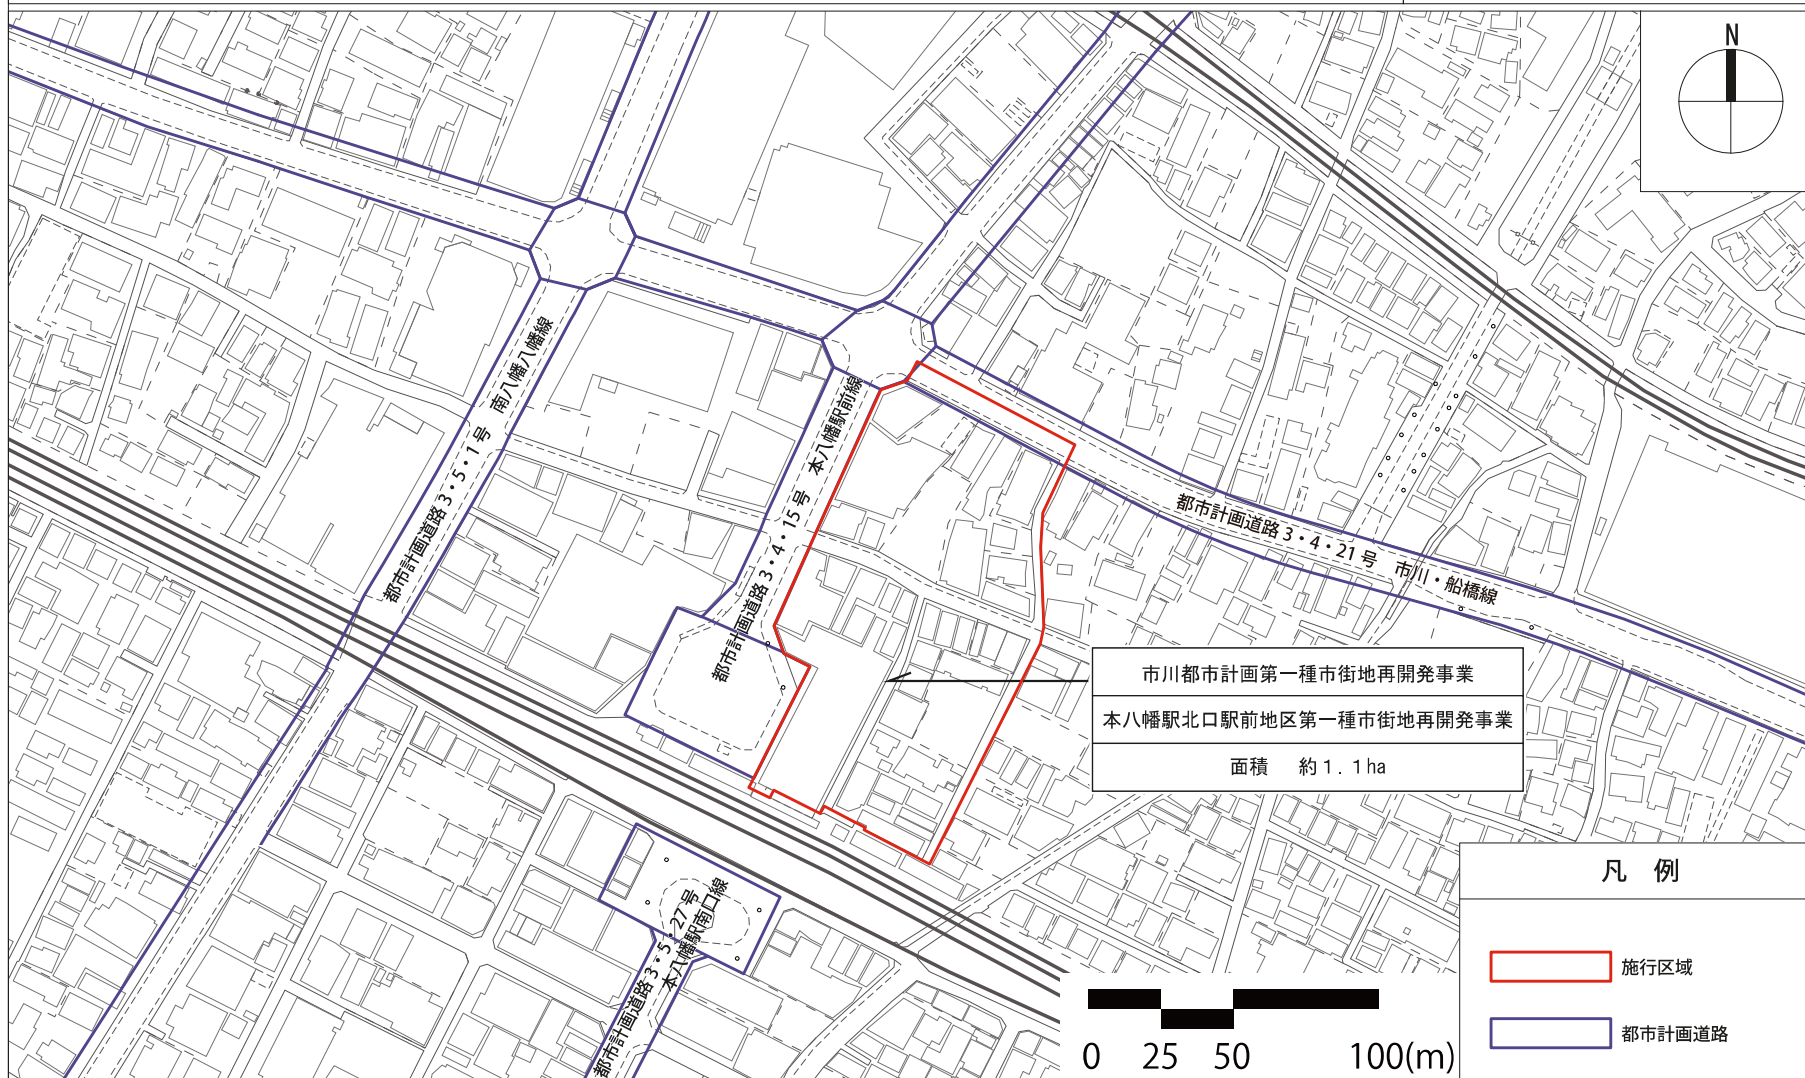 N
都市計画道路3・5・1号　南八幡八幡線
都市計画道路3・4・15号　本八幡駅前線
都市計画道路3・4・21号　市川・船橋線
市川都市計画第一種市街地再開発事業
本八幡駅北口駅前地区第一種市街地再開発事業
面積　約1.1ha
都市計画道路3・5・27号
本八幡駅南口線
凡　例
施行区域
都市計画道路
0　25　50　100(m)